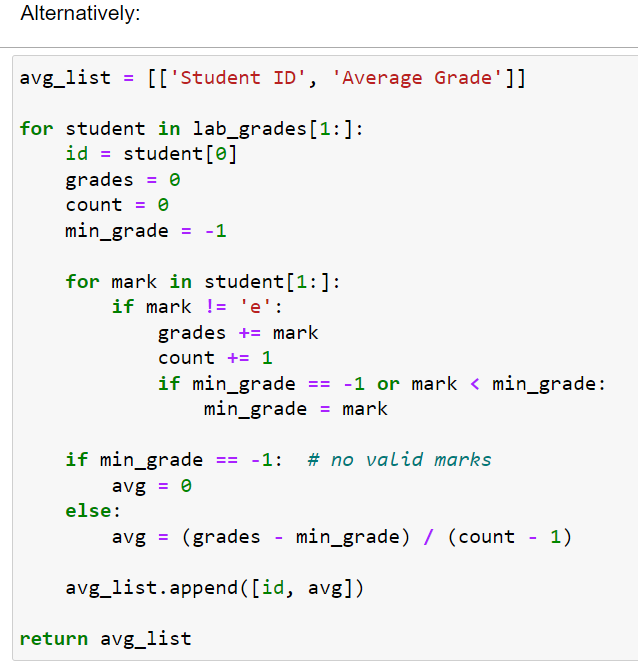 Alternatively:
avg_list = [['Student ID', 'Average Grade']]
for student in lab_grades[1:]:
    id = student[0]
    grades = 0
    count = 0
    min_grade = -1
    for mark in student[1:]:
        if mark != 'e':
            grades += mark
            count += 1
            if min_grade == -1 or mark < min_grade:
                min_grade = mark
    if min_grade == -1:  # no valid marks
        avg = 0
    else:
        avg = (grades - min_grade) / (count - 1)
    avg_list.append([id, avg])
return avg_list